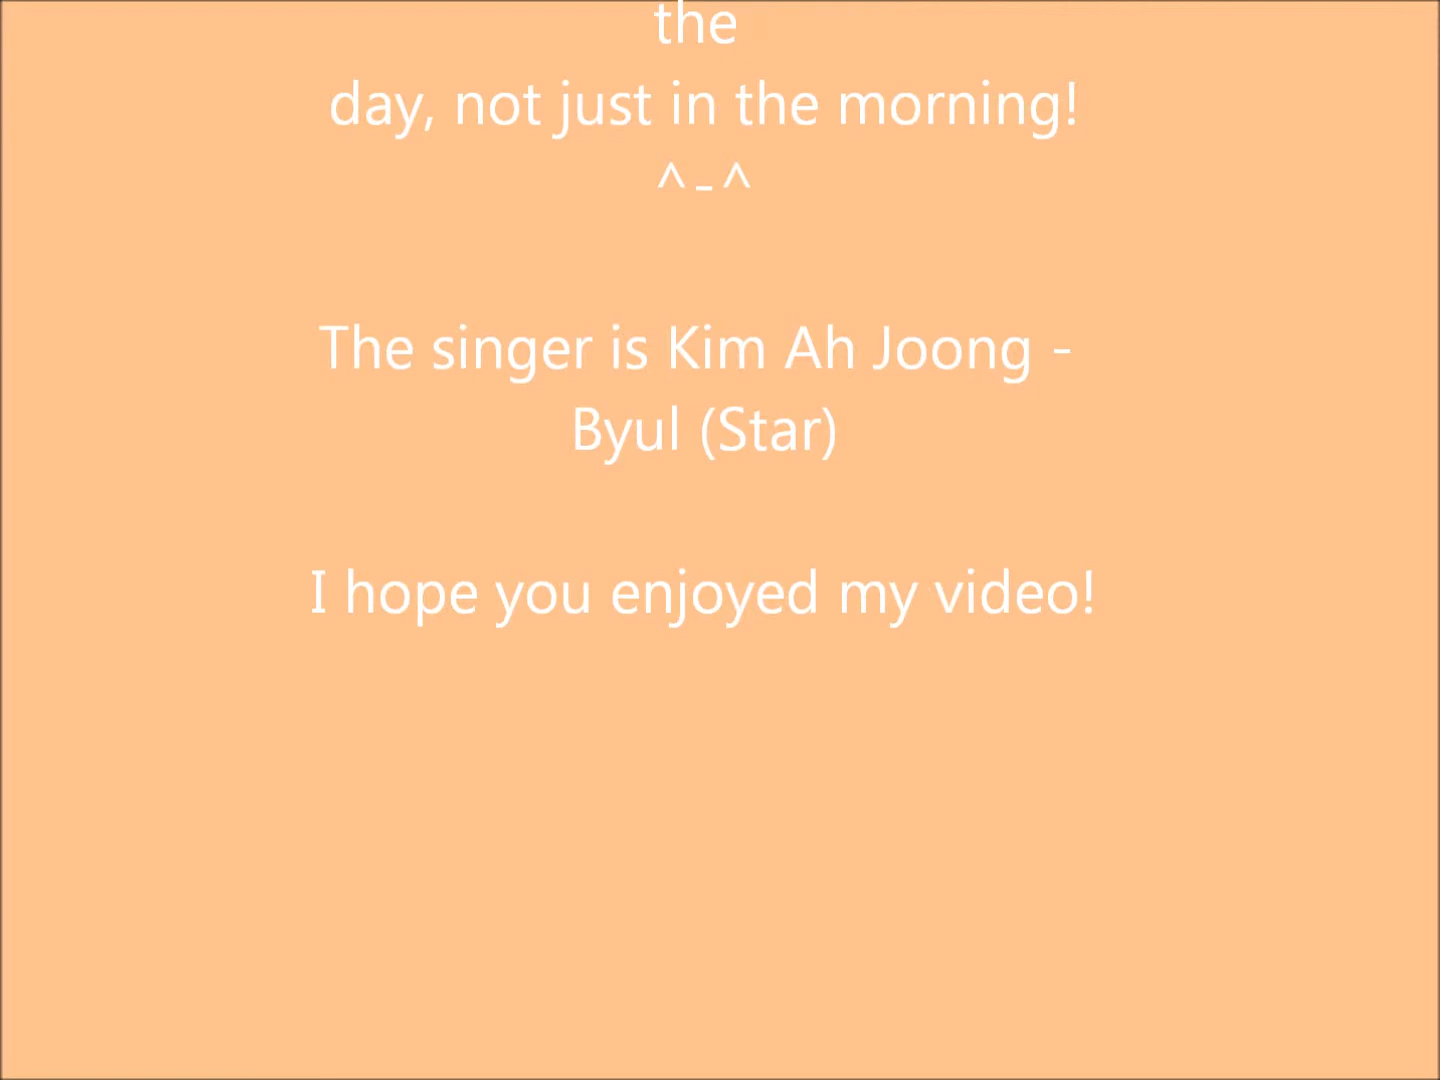 the
day, not just in the morning!
^-^
The singer is Kim Ah Joong -
Byul (Star)
I hope you enjoyed my video!